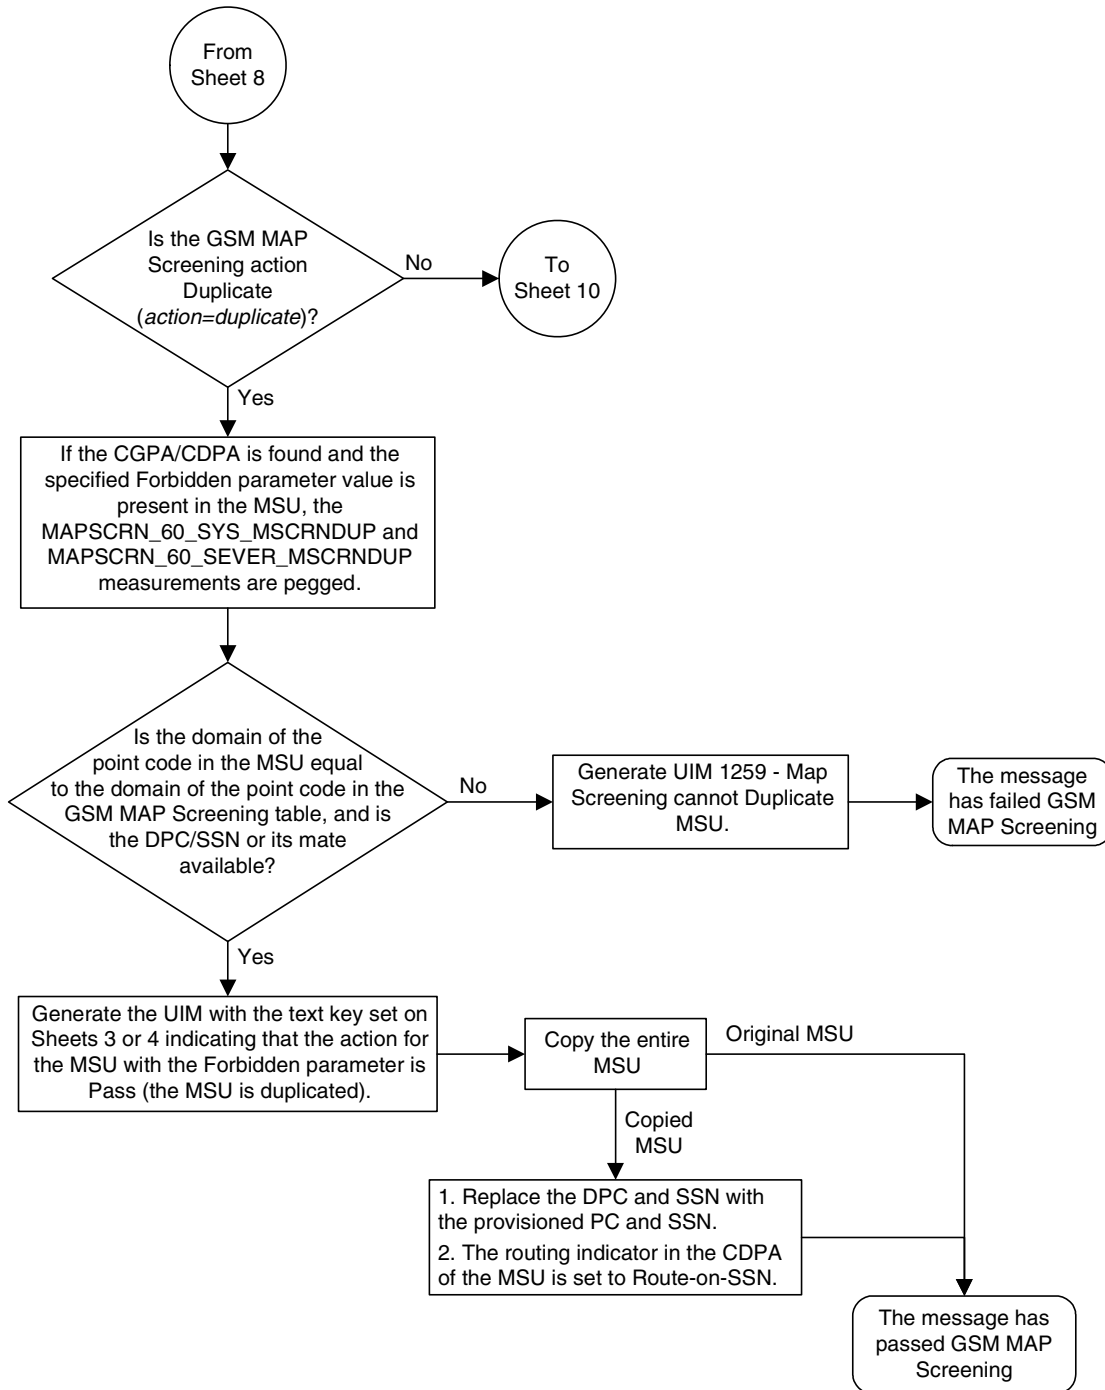 From
Sheet 8
Is the GSM MAP
Screening action
Duplicate
(action=duplicate)?
No
To
Sheet 10
Yes
If the CGPA/CDPA is found and the
specified Forbidden parameter value is
present in the MSU, the
MAPSCRN_60_SYS_MSCRNDUP and
MAPSCRN_60_SEVER_MSCRNDUP
measurements are pegged.
Is the domain of the
point code in the MSU equal
to the domain of the point code in the
GSM MAP Screening table, and is
the DPC/SSN or its mate
available?
No
Generate UIM 1259 - Map
Screening cannot Duplicate
MSU.
The message
has failed GSM
MAP Screening
Yes
Generate the UIM with the text key set on
Sheets 3 or 4 indicating that the action for
the MSU with the Forbidden parameter is
Pass (the MSU is duplicated).
Copy the entire
MSU
Original MSU
Copied
MSU
1. Replace the DPC and SSN with
the provisioned PC and SSN.
2. The routing indicator in the CDPA
of the MSU is set to Route-on-SSN.
The message has
passed GSM MAP
Screening